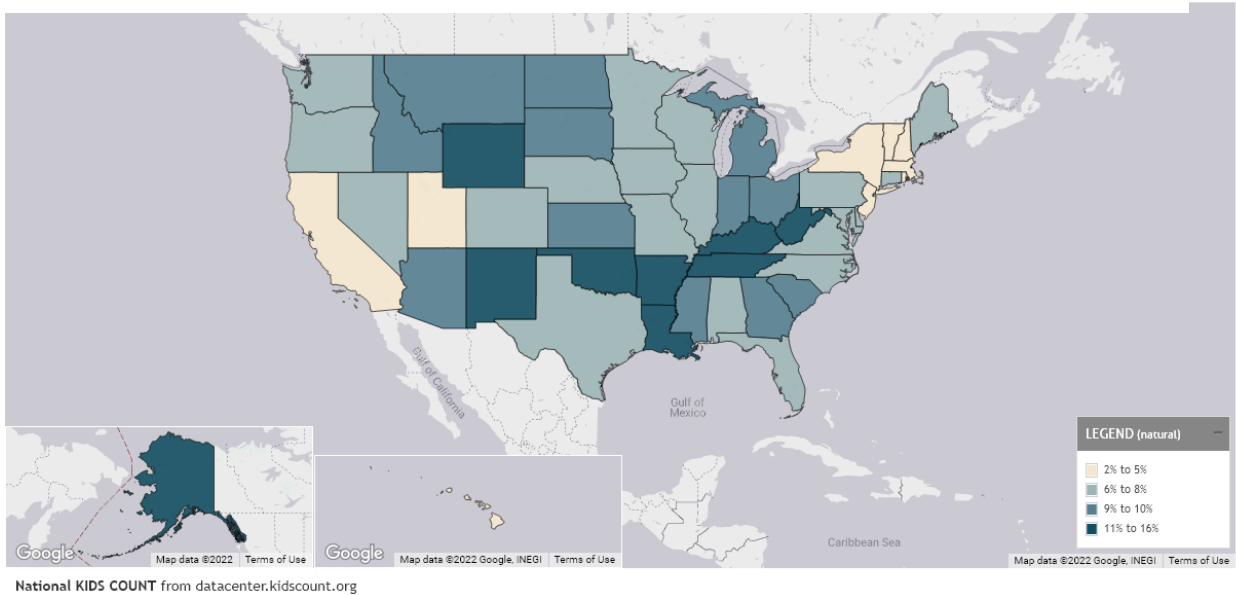 Gulf of California
Gulf of
Mexico
LEGEND (natural)
2% to 5%
6% to 8%
9% to 10%
11% to 16%
Caribbean Sea
Google
Map data ©2022
Terms of Use
Google
Map data ©2022 Google, INEGI
Terms of Use
Map data ©2022 Google, INEGI
Terms of Use
National KIDS COUNT from datacenter.kidscount.org